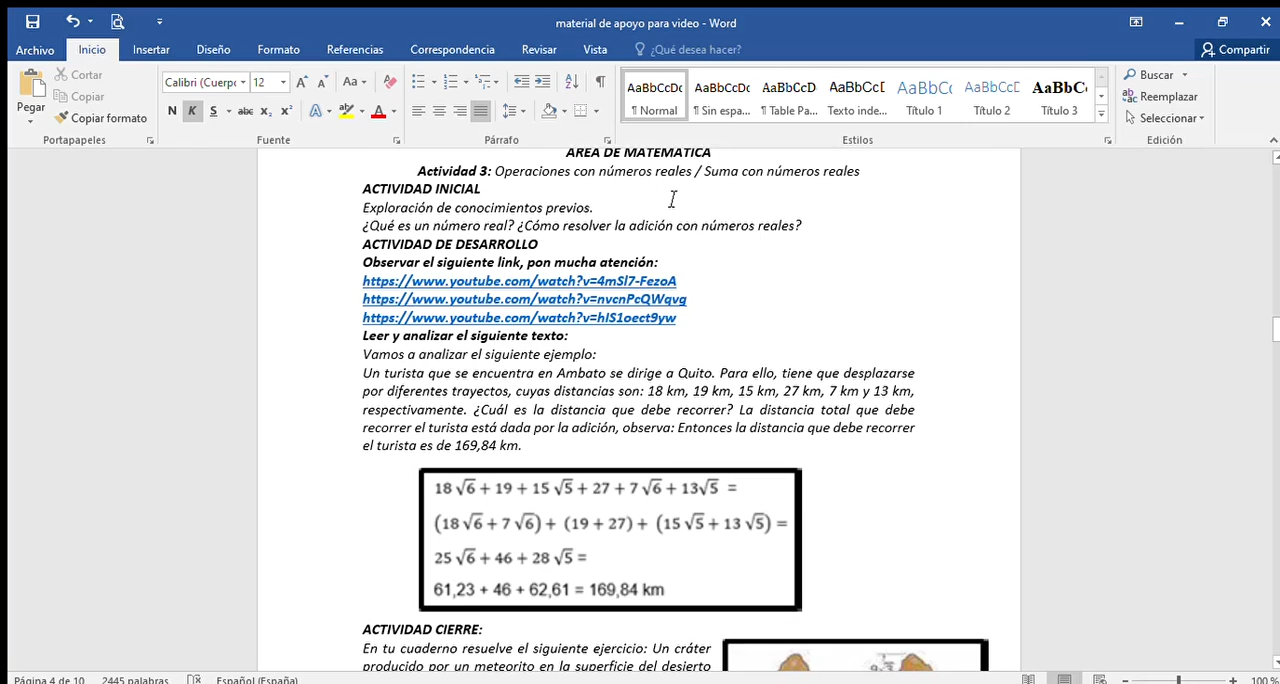 material de apoyo para video - Word
Archivo Inicio Insertar Diseño Formato Referencias Correspondencia Revisar Vista ¿Qué desea hacer? Compartir
Pegar
Cortar
Copiar
Copiar formato
Portapapeles
Calibri (Cuerpo 12
Aa
N K S abc x₂ x² A A
Fuente
Párrafo
AaBbCcDc AaBbCcDc AaBbCcD AaBbCcI AaBbCc AaBbCcD AaBbC
¶ Normal ¶ Sin espa... ¶ Table Pa... Texto inde... Título 1 Título 2 Título 3
Estilos
Buscar
Reemplazar
Seleccionar
Edición
ÁREA DE MATEMÁTICA
Actividad 3: Operaciones con números reales / Suma con números reales
ACTIVIDAD INICIAL
Exploración de conocimientos previos.
¿Qué es un número real? ¿Cómo resolver la adición con números reales?
ACTIVIDAD DE DESARROLLO
Observar el siguiente link, pon mucha atención:
https://www.youtube.com/watch?v=4mSl7-FezoA
https://www.youtube.com/watch?v=nvcnPcQWqvg
https://www.youtube.com/watch?v=hIS1oect9yw
Leer y analizar el siguiente texto:
Vamos a analizar el siguiente ejemplo:
Un turista que se encuentra en Ambato se dirige a Quito. Para ello, tiene que desplazarse
por diferentes trayectos, cuyas distancias son: 18 km, 19 km, 15 km, 27 km, 7 km y 13 km,
respectivamente. ¿Cuál es la distancia que debe recorrer? La distancia total que debe
recorrer el turista está dada por la adición, observa: Entonces la distancia que debe recorrer
el turista es de 169,84 km.
18 √6 + 19 + 15 √5 + 27 + 7 √6 + 13√5 =
(18 √6 + 7 √6) + (19 + 27) + (15 √5 + 13 √5) =
25 √6 + 46 + 28 √5 =
61,23 + 46 + 62,61 = 169,84 km
ACTIVIDAD CIERRE:
En tu cuaderno resuelve el siguiente ejercicio: Un cráter
producido por un meteorito en la superficie del desierto
Página 4 de 10 2445 palabras Español (España) 100 %